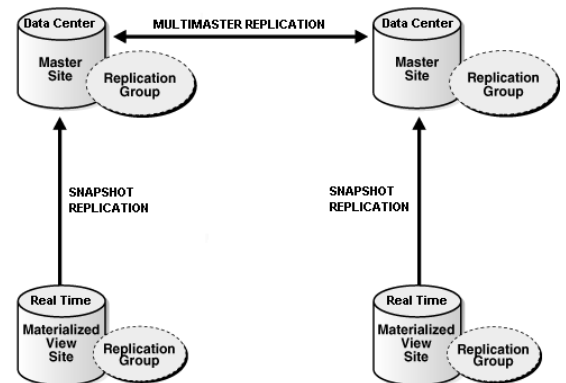 MULTIMASTER REPLICATION
Data Center
Master
Site
Replication
Group
Data Center
Master
Site
Replication
Group
SNAPSHOT
REPLICATION
SNAPSHOT
REPLICATION
Real Time
Materialized
View
Site
Replication
Group
Real Time
Materialized
View
Site
Replication
Group